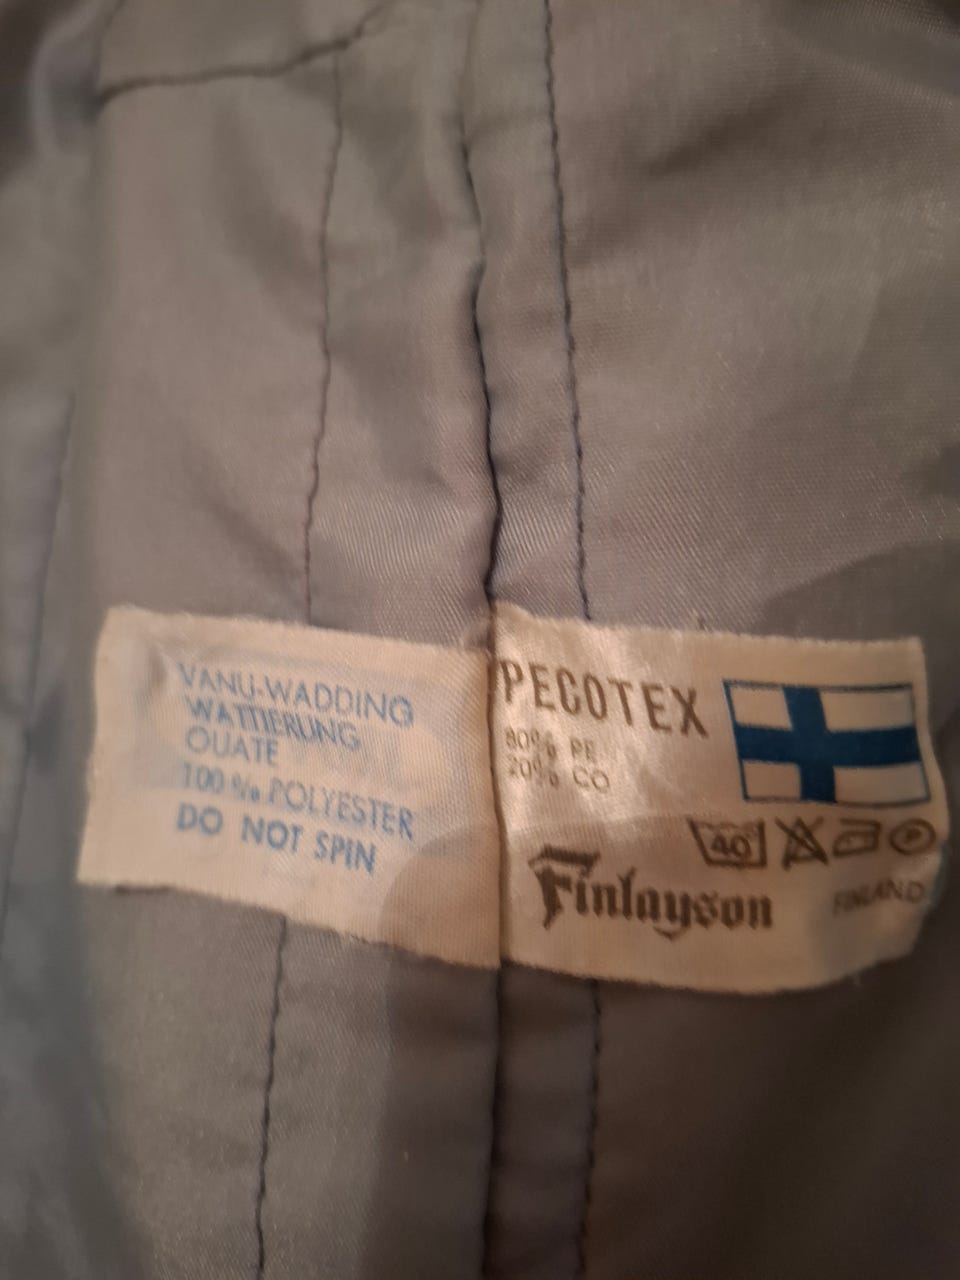 VANU-WADDING
WATTIERUNG
OUATE
100 % POLYESTER
DO NOT SPIN
PECOTEX
80% PE
20% CO
40 P
Finlayson
FINLAND